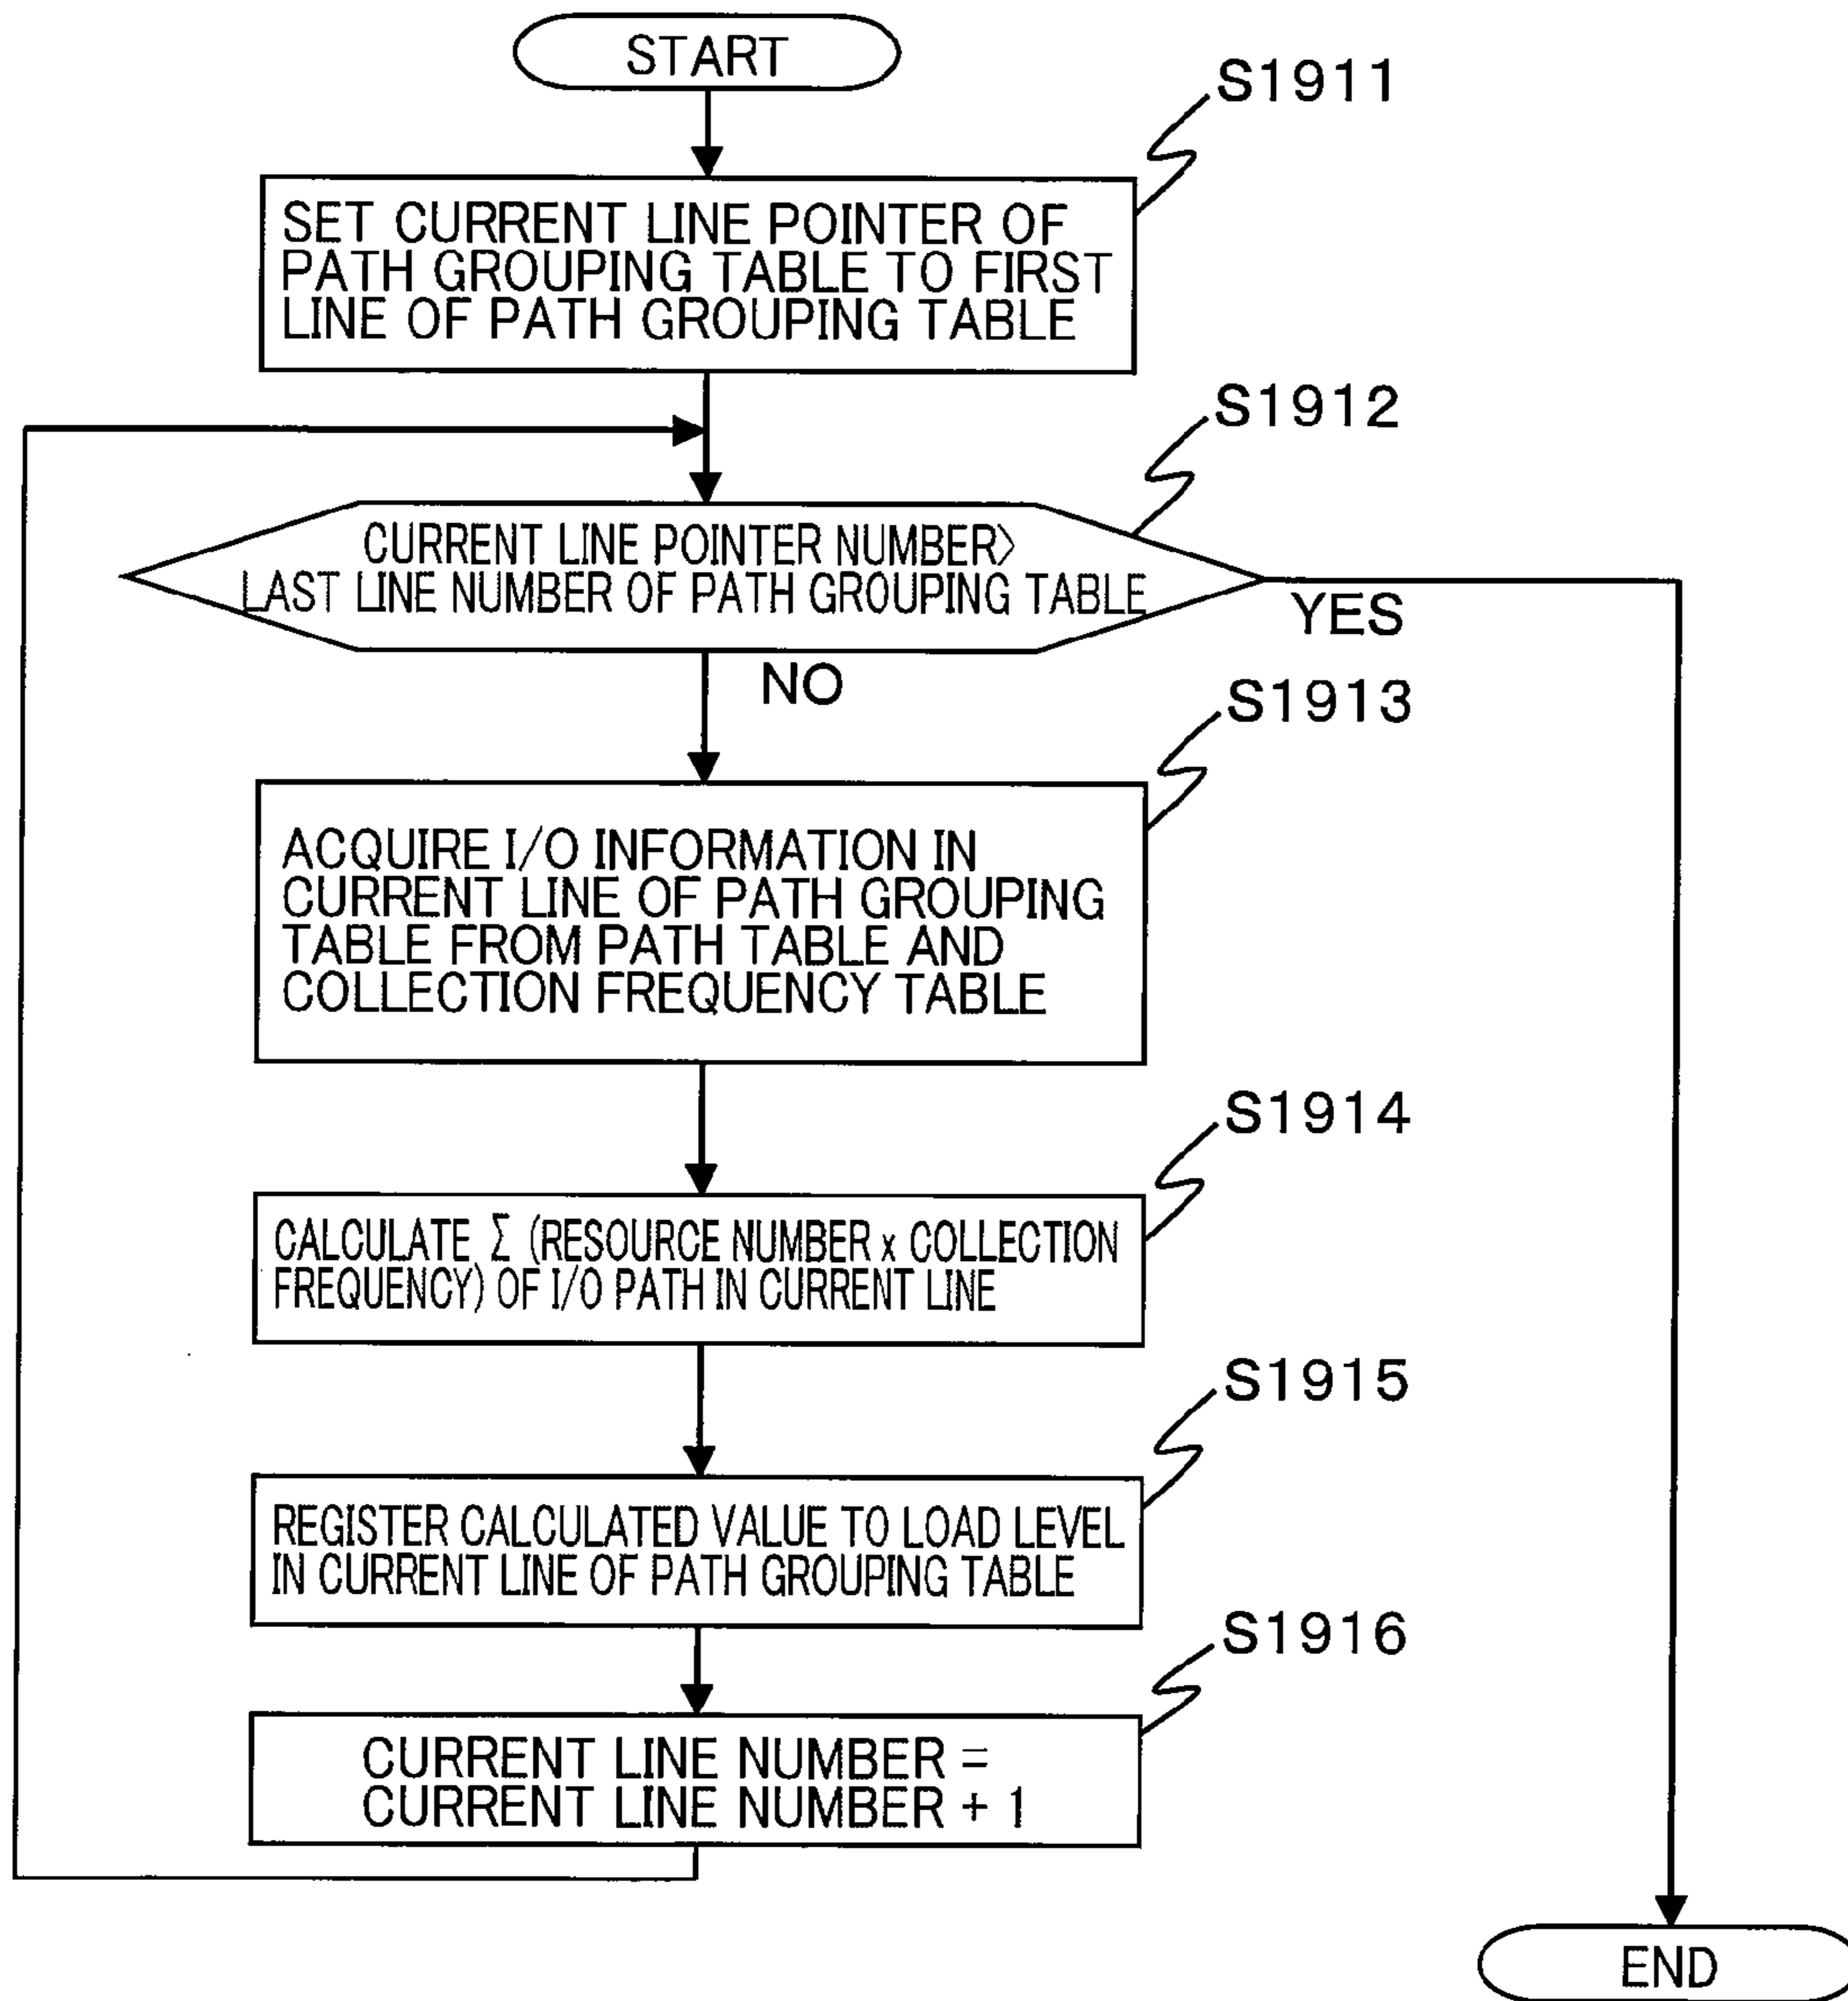 START
S1911
SET CURRENT LINE POINTER OF
PATH GROUPING TABLE TO FIRST
LINE OF PATH GROUPING TABLE
S1912
CURRENT LINE POINTER NUMBER>
LAST LINE NUMBER OF PATH GROUPING TABLE
YES
NO
S1913
ACQUIRE I/O INFORMATION IN
CURRENT LINE OF PATH GROUPING
TABLE FROM PATH TABLE AND
COLLECTION FREQUENCY TABLE
S1914
CALCULATE Σ (RESOURCE NUMBER x COLLECTION
FREQUENCY) OF I/O PATH IN CURRENT LINE
S1915
REGISTER CALCULATED VALUE TO LOAD LEVEL
IN CURRENT LINE OF PATH GROUPING TABLE
S1916
CURRENT LINE NUMBER =
CURRENT LINE NUMBER + 1
END